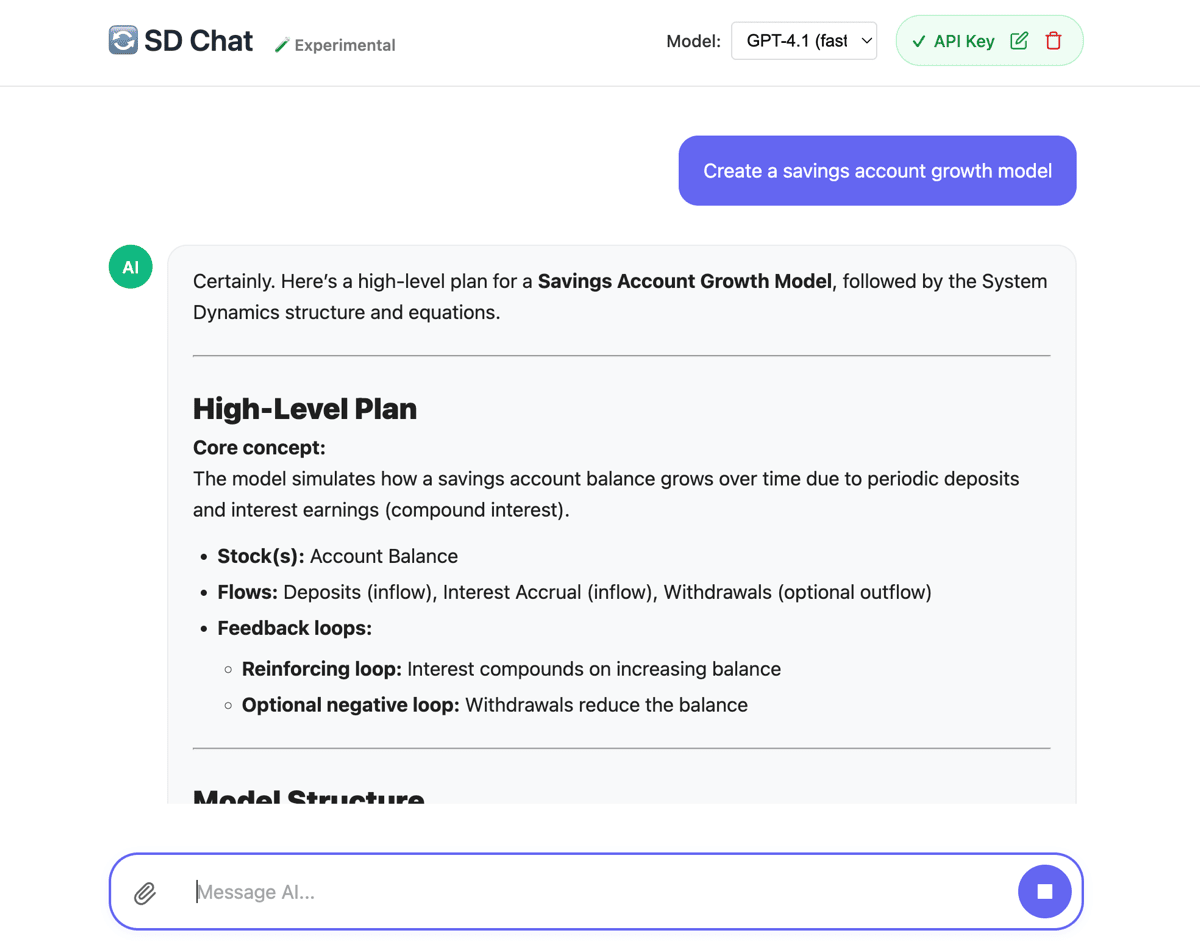 SD Chat
Experimental
Model:
GPT-4.1 (fast
API Key
Create a savings account growth model
AI
Certainly. Here’s a high-level plan for a Savings Account Growth Model, followed by the System
Dynamics structure and equations.
High-Level Plan
Core concept:
The model simulates how a savings account balance grows over time due to periodic deposits
and interest earnings (compound interest).
• Stock(s): Account Balance
• Flows: Deposits (inflow), Interest Accrual (inflow), Withdrawals (optional outflow)
• Feedback loops:
◦ Reinforcing loop: Interest compounds on increasing balance
◦ Optional negative loop: Withdrawals reduce the balance
Model Structure
Message AI...